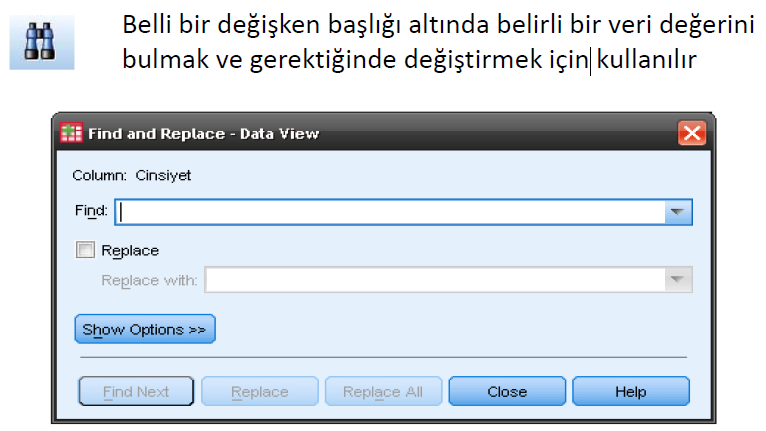 Belli bir değişken başlığı altında belirli bir veri değerini
bulmak ve gerektiğinde değiştirmek için kullanılır
Find and Replace - Data View
Column: Cinsiyet
Find:
Replace
Replace with:
Show Options >>
Find Next Replace Replace All Close Help